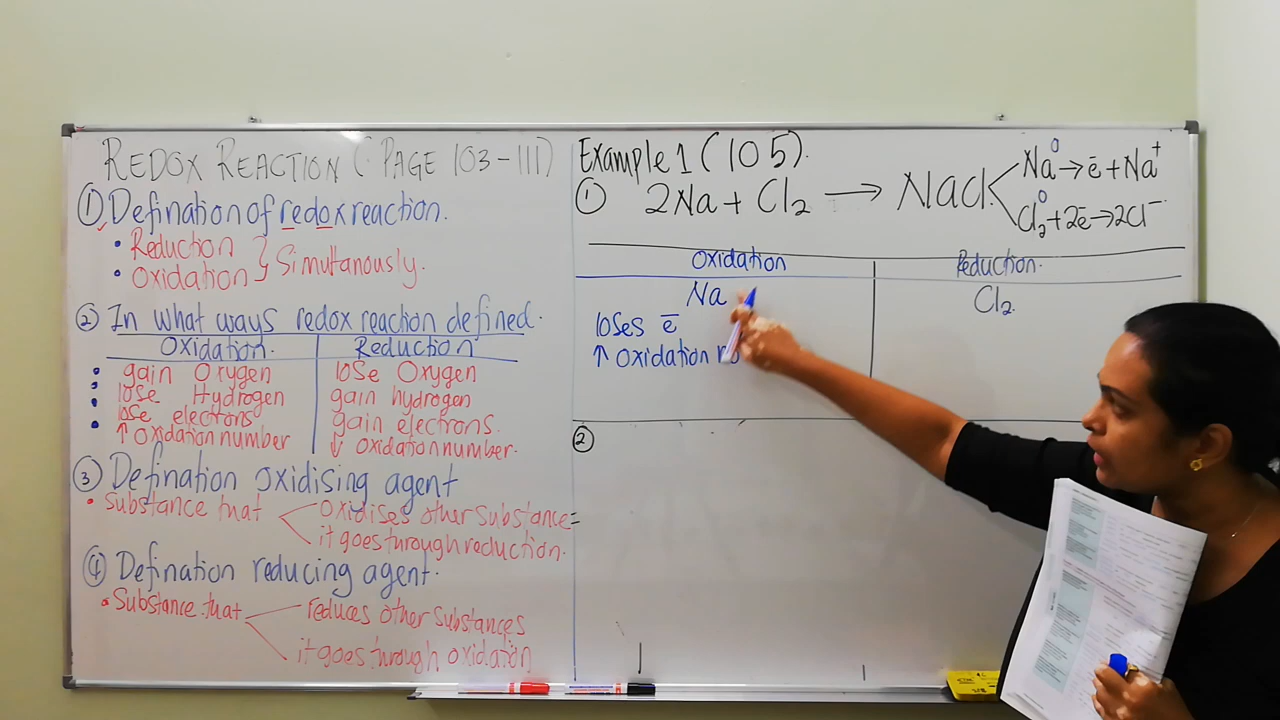 REDOX REACTION (PAGE 103-111)
① Defination of redox reaction.
• Reduction
• Oxidation } Simutanously.
② In what ways redox reaction defined.
Oxidation. Reduction
• gain Oxygen lose Oxygen
• lose Hydrogen gain hydrogen
• lose electrons gain electrons.
• ↑ Oxidation number ↓ oxidation number.
③ Defination oxidising agent
• Substance that oxidises other substance
it goes through reduction.
④ Defination reducing agent.
• Substance that reduces other substances
it goes through oxidation
Example 1 (105).
① 2Na + Cl₂ → NaCl
Na⁰ → ē + Na⁺
Cl₂⁰ + 2ē → 2Cl⁻
Oxidation Reduction.
Na Cl₂.
loses ē
↑ Oxidation no
②